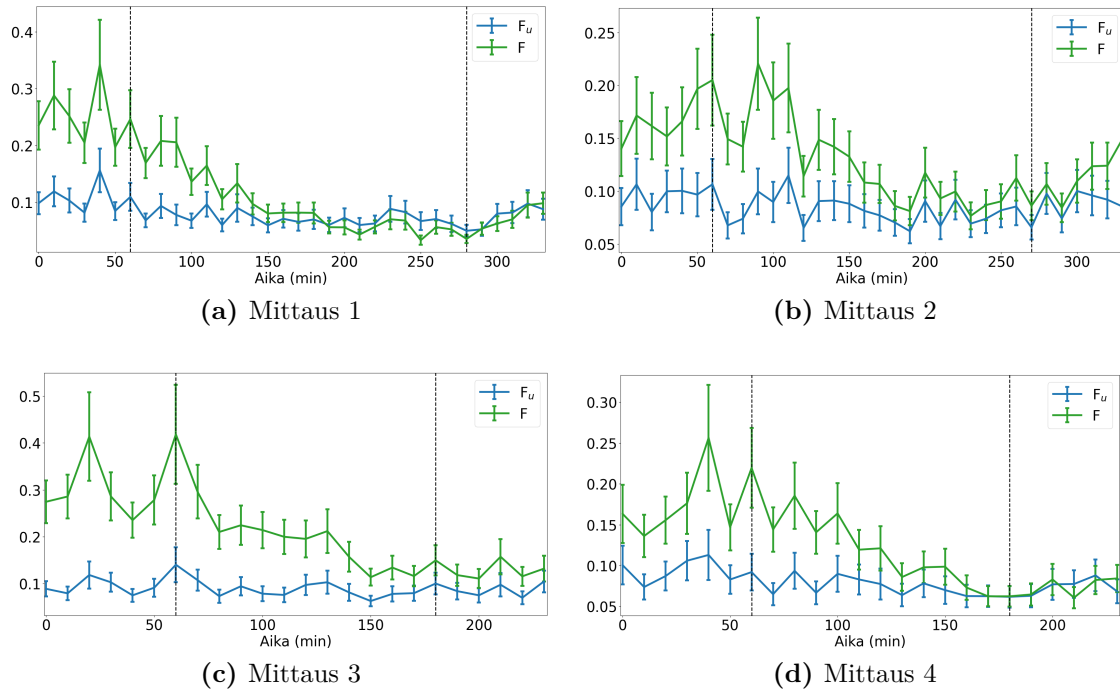 0.4
0.3
0.2
0.1
F_u
F
0 50 100 150 200 250 300
Aika (min)
(a) Mittaus 1
0.25
0.20
0.15
0.10
0.05
F_u
F
0 50 100 150 200 250 300
Aika (min)
(b) Mittaus 2
0.5
0.4
0.3
0.2
0.1
F_u
F
0 50 100 150 200
Aika (min)
(c) Mittaus 3
0.30
0.25
0.20
0.15
0.10
0.05
F_u
F
0 50 100 150 200
Aika (min)
(d) Mittaus 4